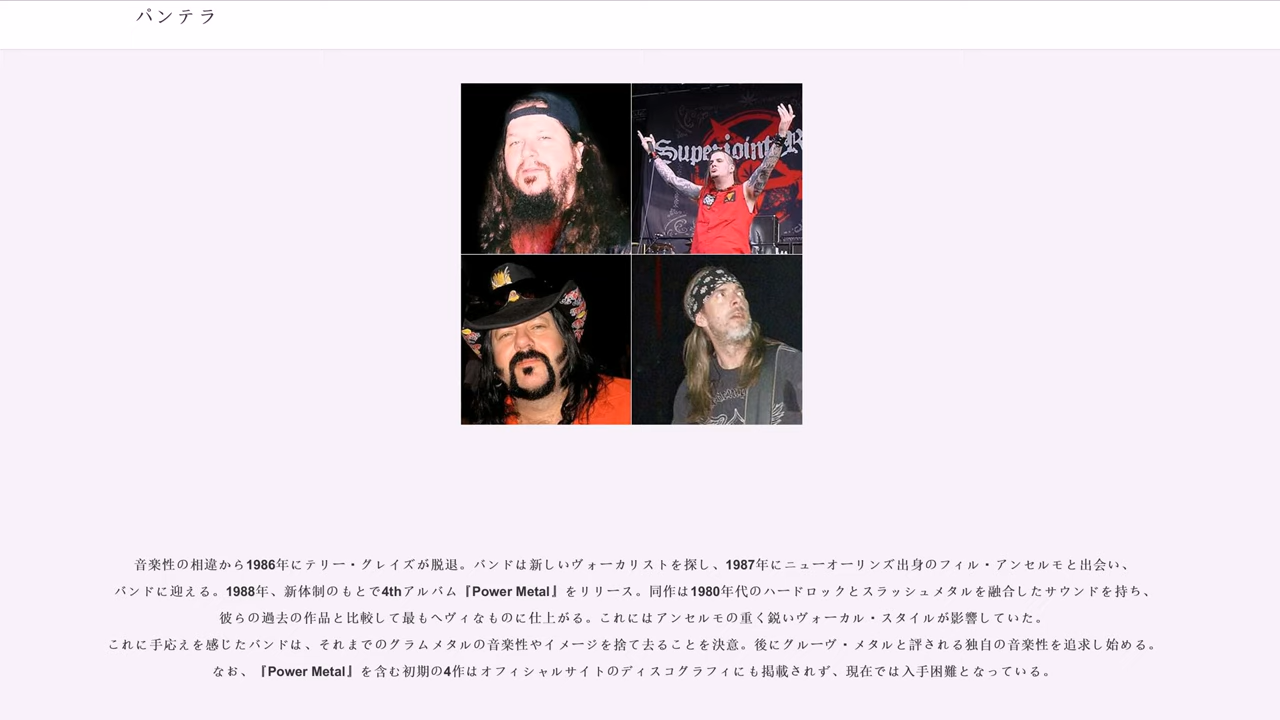 パンテラ
Superjoint R
音楽性の相違から1986年にテリー・グレイズが脱退。バンドは新しいヴォーカリストを探し、1987年にニューオーリンズ出身のフィル・アンセルモと出会い、
バンドに迎える。1988年、新体制のもとで4thアルバム『Power Metal』をリリース。同作は1980年代のハードロックとスラッシュメタルを融合したサウンドを持ち、
彼らの過去の作品と比較して最もヘヴィなものに仕上がる。これにはアンセルモの重く鋭いヴォーカル・スタイルが影響していた。
これに手応えを感じたバンドは、それまでのグラムメタルの音楽性やイメージを捨て去ることを決意。後にグルーヴ・メタルと評される独自の音楽性を追求し始める。
なお、『Power Metal』を含む初期の4作はオフィシャルサイトのディスコグラフィにも掲載されず、現在では入手困難となっている。